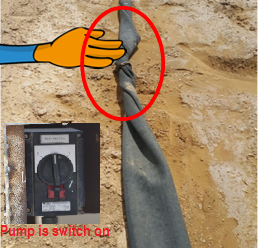 Pump is switch on